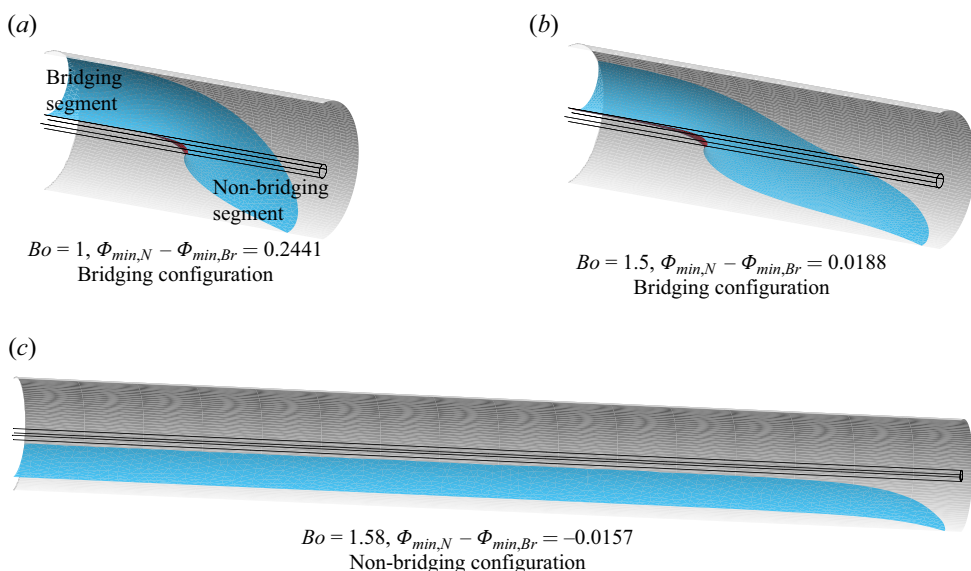 (a)
Bridging
segment
Non-bridging
segment
Bo = 1, Φmin,N – Φmin,Br = 0.2441
Bridging configuration
(b)
Bo = 1.5, Φmin,N – Φmin,Br = 0.0188
Bridging configuration
(c)
Bo = 1.58, Φmin,N – Φmin,Br = –0.0157
Non-bridging configuration